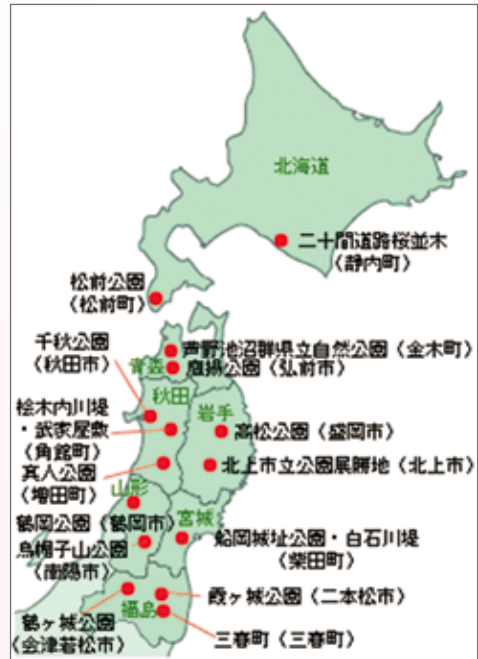 北海道
二十間道路桜並木
(静内町)
松前公園
(松前町)
千秋公園
(秋田市)
芦野池沼群県立自然公園(金木町)
青森
鷹揚公園(弘前市)
秋田
桧木内川堤
・武家屋敷
(角館町)
岩手
高松公園(盛岡市)
真人公園
(増田町)
北上市立公園展勝地(北上市)
山形
鶴岡公園(鶴岡市)
宮城
烏帽子山公園
(南陽市)
船岡城址公園・白石川堤
(柴田町)
霞ヶ城公園(二本松市)
福島
鶴ヶ城公園
(会津若松市)
三春町(三春町)